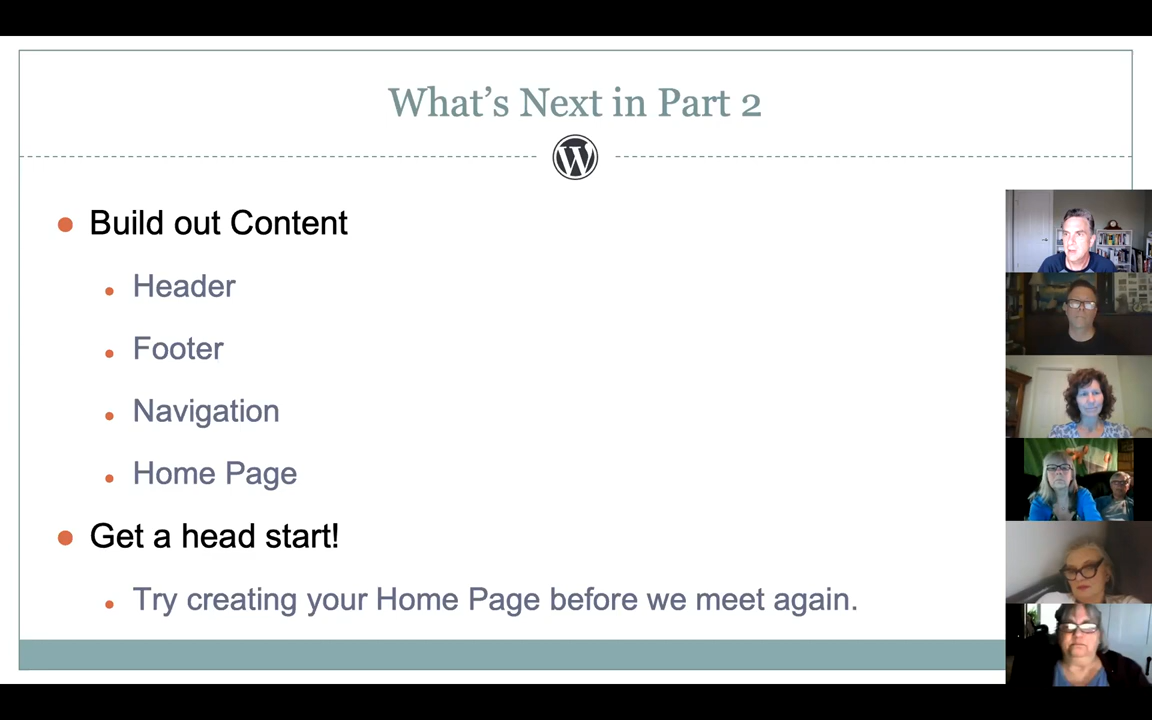 What's Next in Part 2
Build out Content
Header
Footer
Navigation
Home Page
Get a head start!
Try creating your Home Page before we meet again.